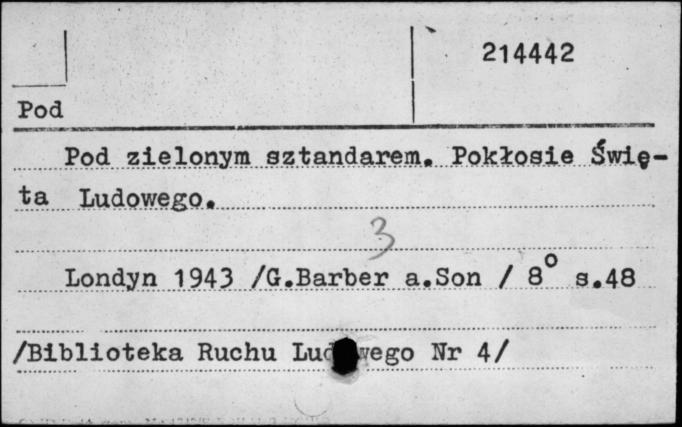 214442
Pod
Pod zielonym sztandarem. Pokłosie Świę-
ta Ludowego.
3
Londyn 1943 /G.Barber a.Son / 8° s.48
/Biblioteka Ruchu Ludowego Nr 4/